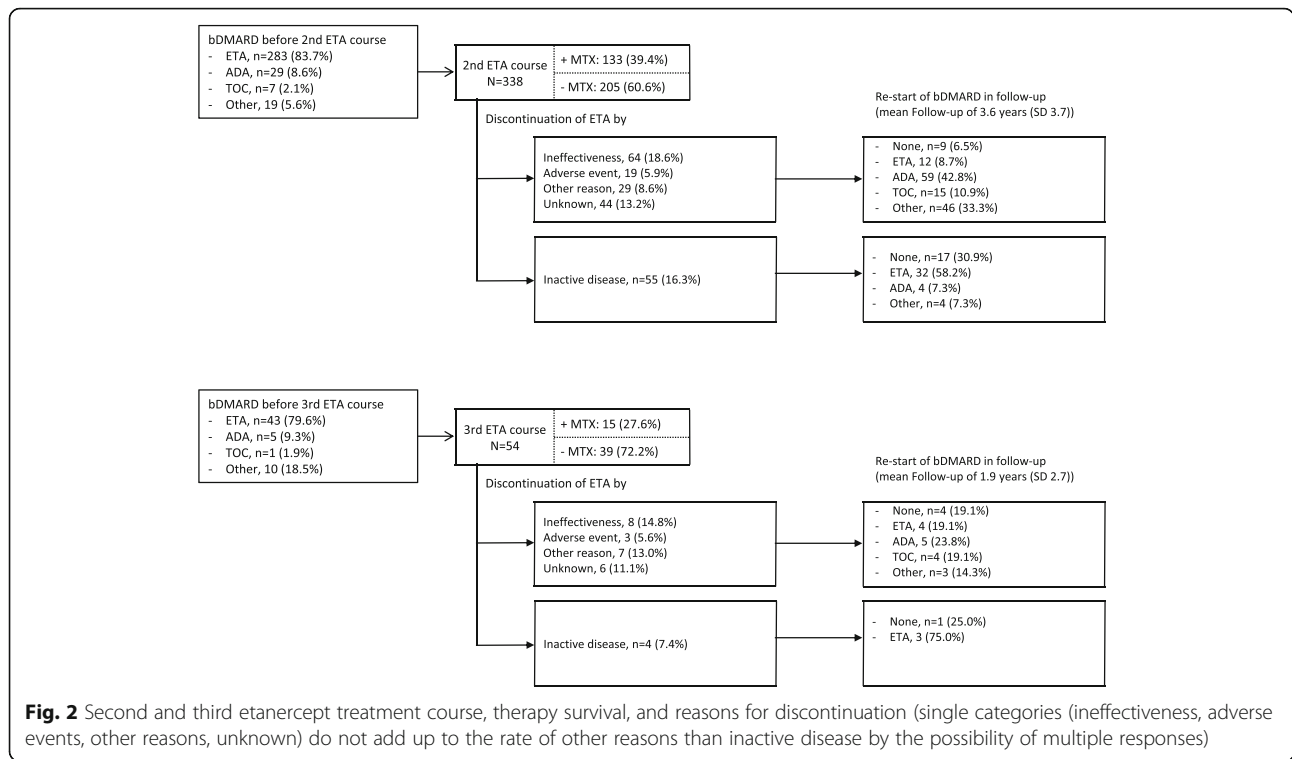 bDMARD before 2nd ETA course
- ETA, n=283 (83.7%)
- ADA, n=29 (8.6%)
- TOC, n=7 (2.1%)
- Other, 19 (5.6%)
2nd ETA course
N=338
+ MTX: 133 (39.4%)
- MTX: 205 (60.6%)
Discontinuation of ETA by
Re-start of bDMARD in follow-up
(mean Follow-up of 3.6 years (SD 3.7))
Ineffectiveness, 64 (18.6%)
Adverse event, 19 (5.9%)
Other reason, 29 (8.6%)
Unknown, 44 (13.2%)
- None, n=9 (6.5%)
- ETA, 12 (8.7%)
- ADA, 59 (42.8%)
- TOC, n=15 (10.9%)
- Other, n=46 (33.3%)
Inactive disease, n=55 (16.3%)
- None, n=17 (30.9%)
- ETA, 32 (58.2%)
- ADA, 4 (7.3%)
- Other, n=4 (7.3%)
bDMARD before 3rd ETA course
- ETA, n=43 (79.6%)
- ADA, n=5 (9.3%)
- TOC, n=1 (1.9%)
- Other, 10 (18.5%)
3rd ETA course
N=54
+ MTX: 15 (27.6%)
- MTX: 39 (72.2%)
Discontinuation of ETA by
Re-start of bDMARD in follow-up
(mean Follow-up of 1.9 years (SD 2.7))
Ineffectiveness, 8 (14.8%)
Adverse event, 3 (5.6%)
Other reason, 7 (13.0%)
Unknown, 6 (11.1%)
- None, n=4 (19.1%)
- ETA, 4 (19.1%)
- ADA, 5 (23.8%)
- TOC, n=4 (19.1%)
- Other, n=3 (14.3%)
Inactive disease, n=4 (7.4%)
- None, n=1 (25.0%)
- ETA, 3 (75.0%)
Fig. 2 Second and third etanercept treatment course, therapy survival, and reasons for discontinuation (single categories (ineffectiveness, adverse
events, other reasons, unknown) do not add up to the rate of other reasons than inactive disease by the possibility of multiple responses)